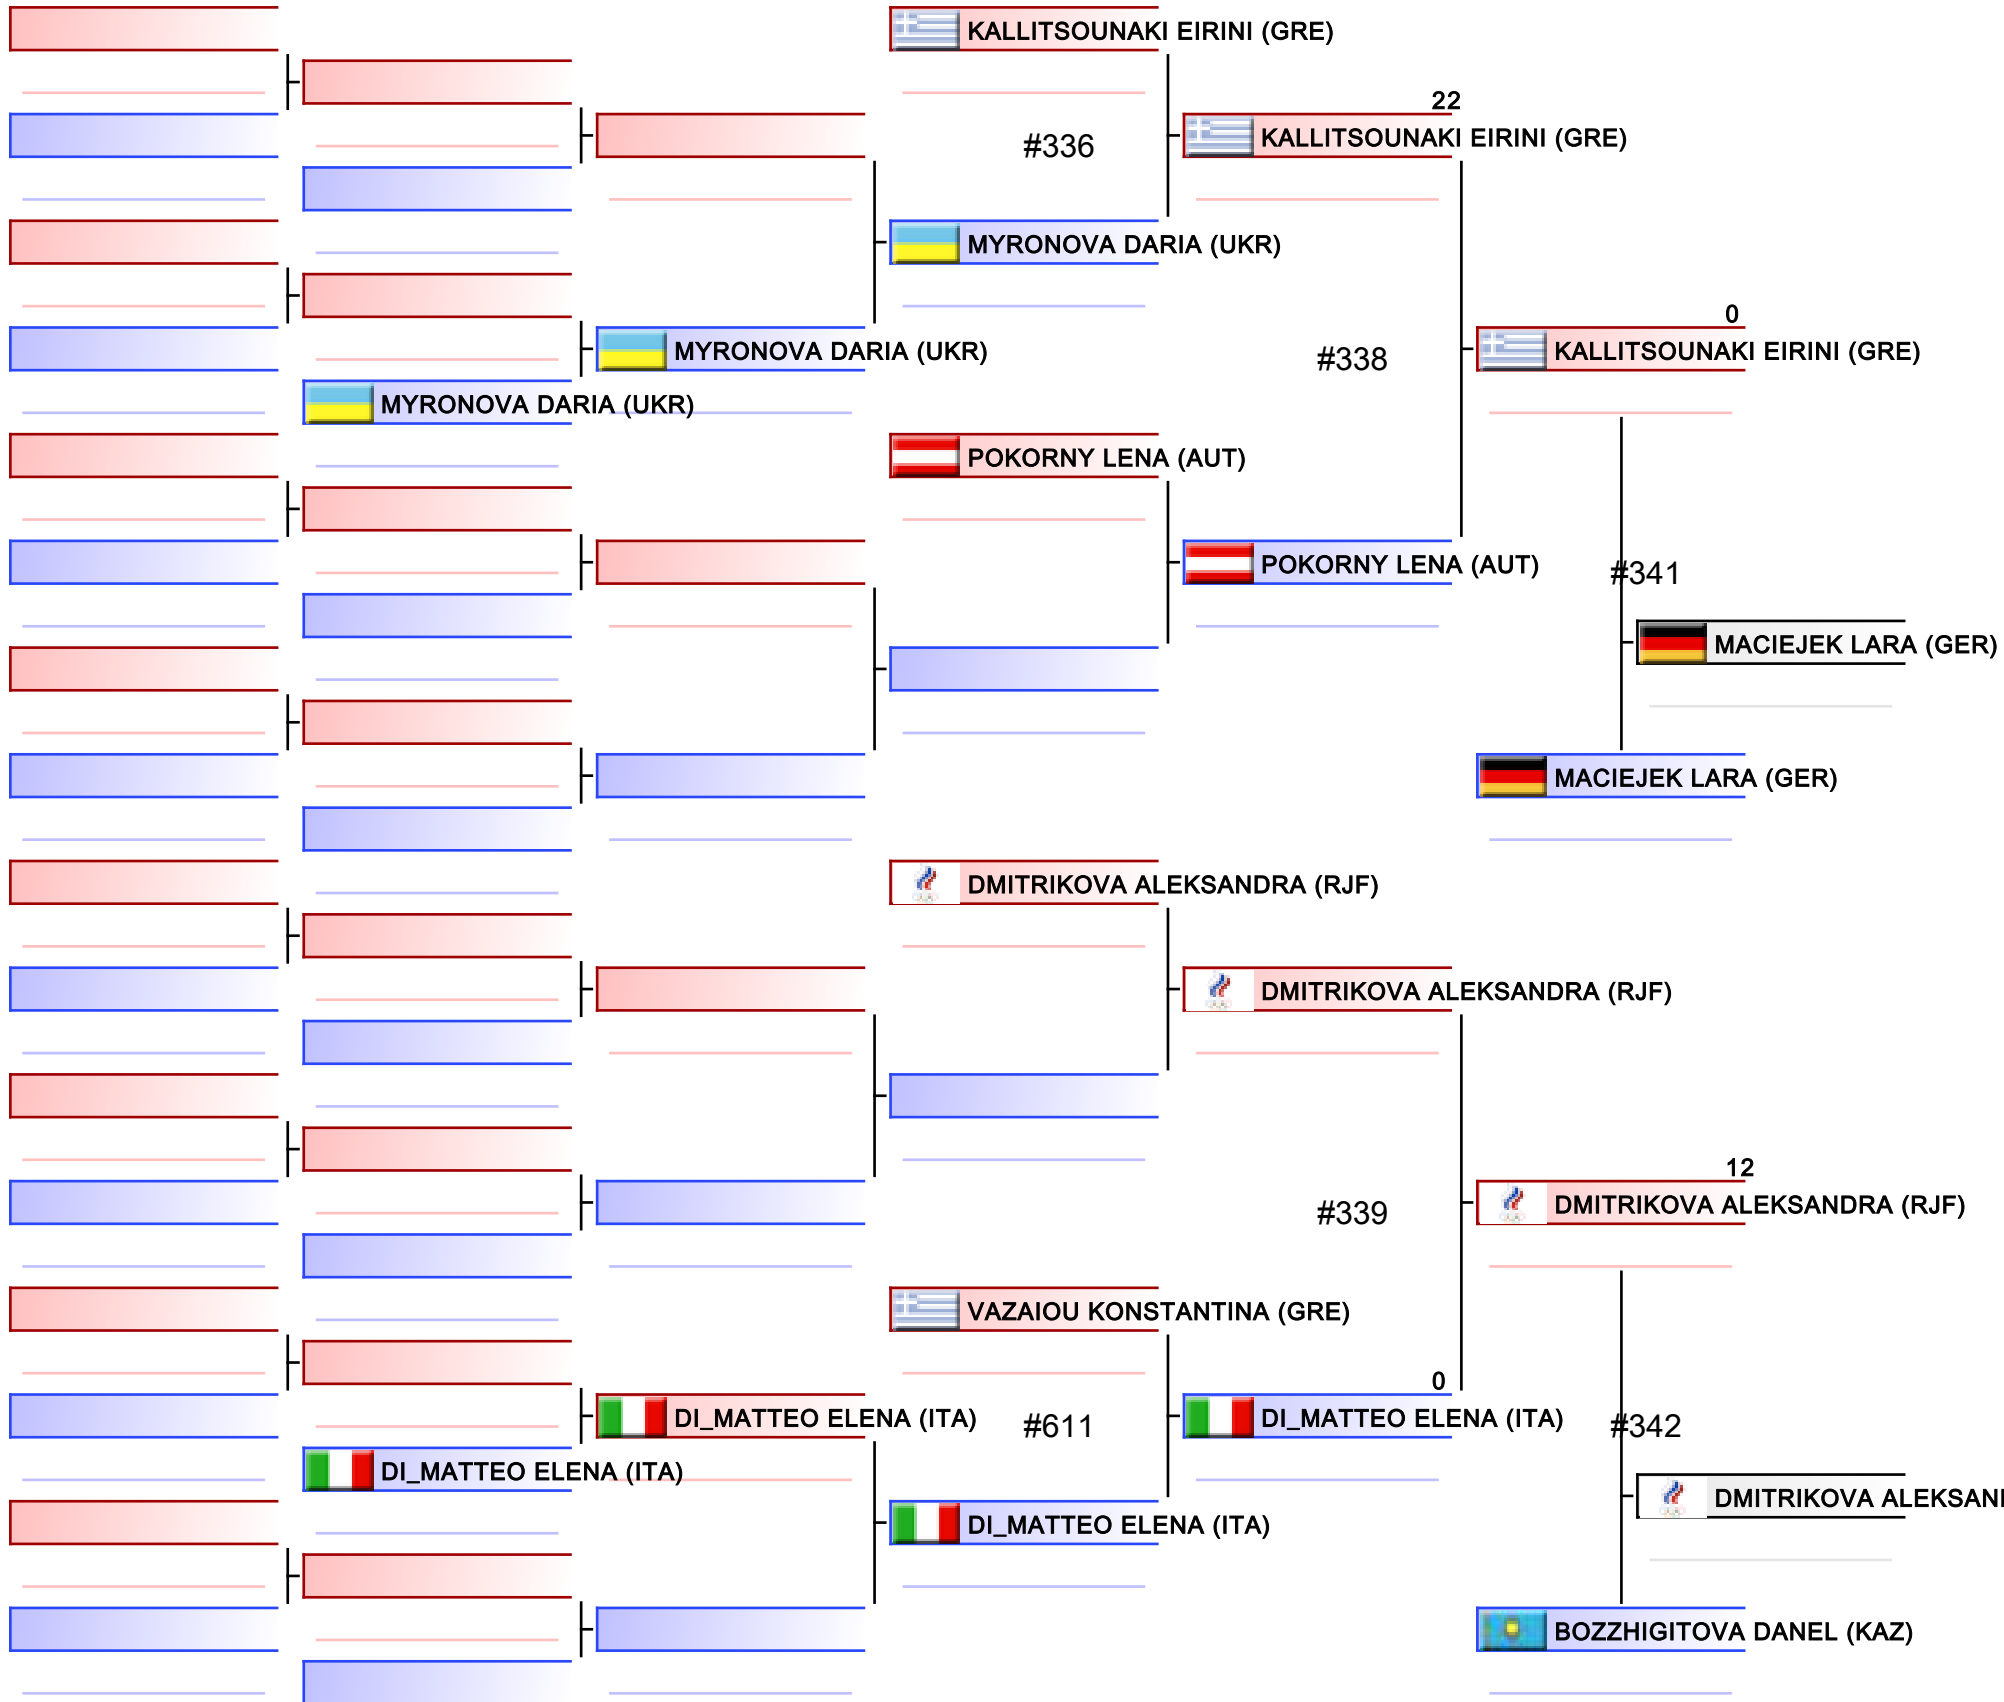 KALLITSOUNAKI EIRINI (GRE)
22
#336
KALLITSOUNAKI EIRINI (GRE)
MYRONOVA DARIA (UKR)
0
MYRONOVA DARIA (UKR)
#338
KALLITSOUNAKI EIRINI (GRE)
MYRONOVA DARIA (UKR)
POKORNY LENA (AUT)
POKORNY LENA (AUT)
#341
MACIEJEK LARA (GER)
MACIEJEK LARA (GER)
DMITRIKOVA ALEKSANDRA (RJF)
DMITRIKOVA ALEKSANDRA (RJF)
12
#339
DMITRIKOVA ALEKSANDRA (RJF)
VAZAIOU KONSTANTINA (GRE)
0
DI_MATTEO ELENA (ITA)
#611
DI_MATTEO ELENA (ITA)
#342
DI_MATTEO ELENA (ITA)
DMITRIKOVA ALEKSAN
DI_MATTEO ELENA (ITA)
BOZZHIGITOVA DANEL (KAZ)